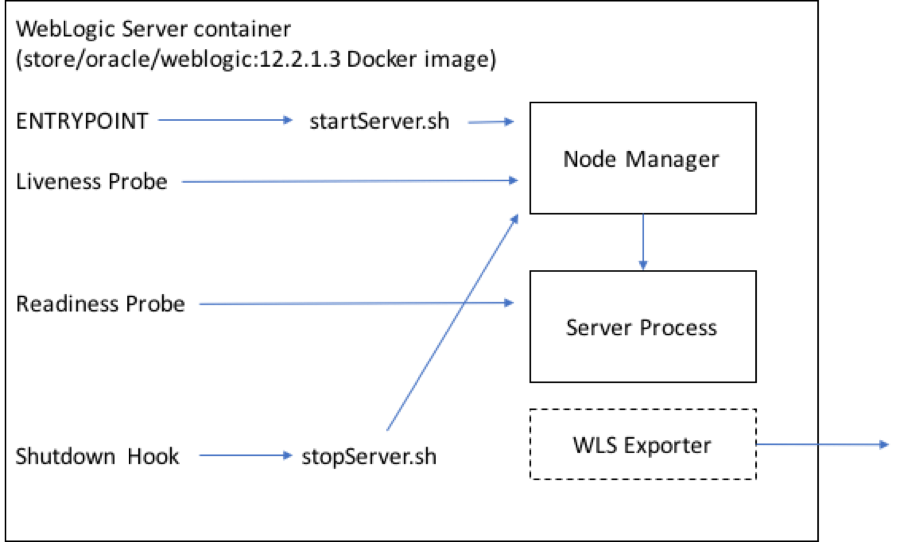 WebLogic Server container
(store/oracle/weblogic:12.2.1.3 Docker image)
ENTRYPOINT
startServer.sh
Node Manager
Liveness Probe
Readiness Probe
Server Process
WLS Exporter
Shutdown Hook
stopServer.sh